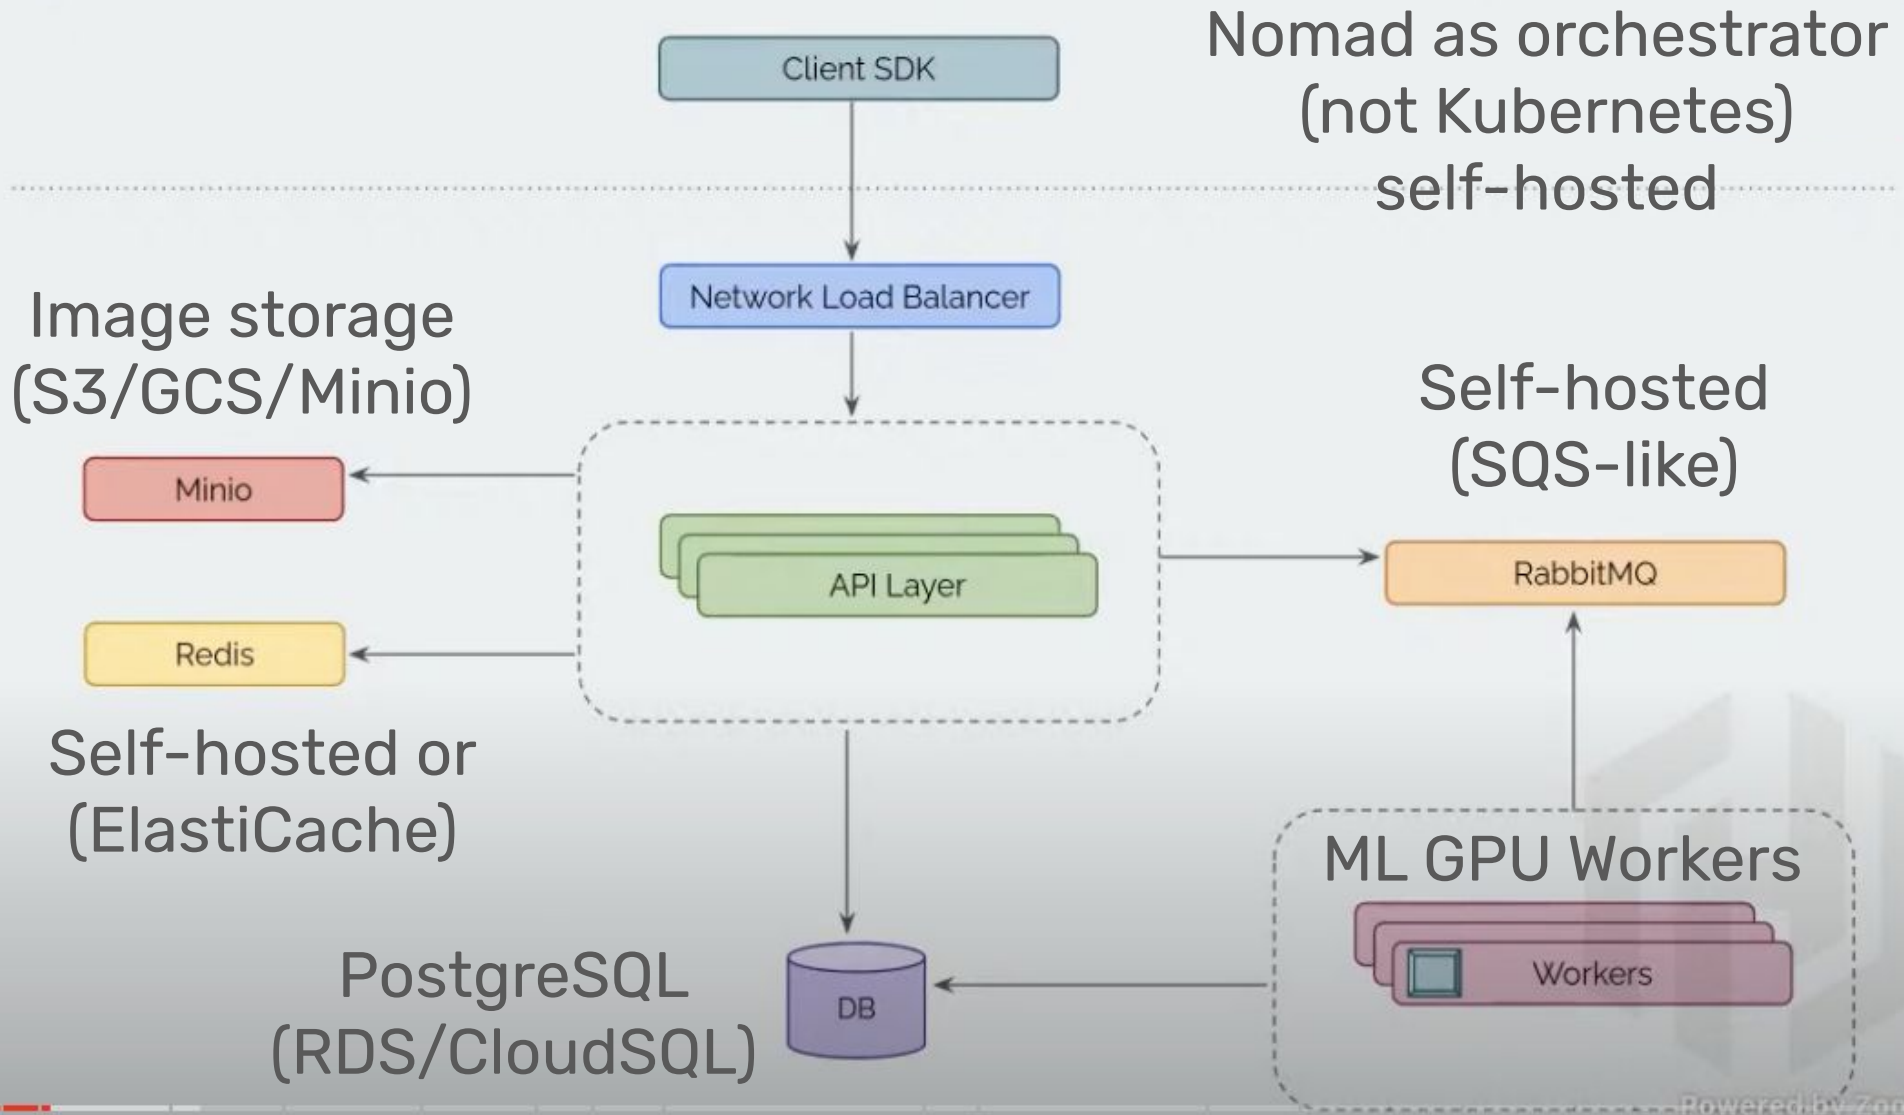 Client SDK
Nomad as orchestrator
(not Kubernetes)
self-hosted
Network Load Balancer
Image storage
(S3/GCS/Minio)
Self-hosted
(SQS-like)
Minio
API Layer
RabbitMQ
Redis
Self-hosted or
(ElastiCache)
ML GPU Workers
Workers
PostgreSQL
(RDS/CloudSQL)
DB
Powered by